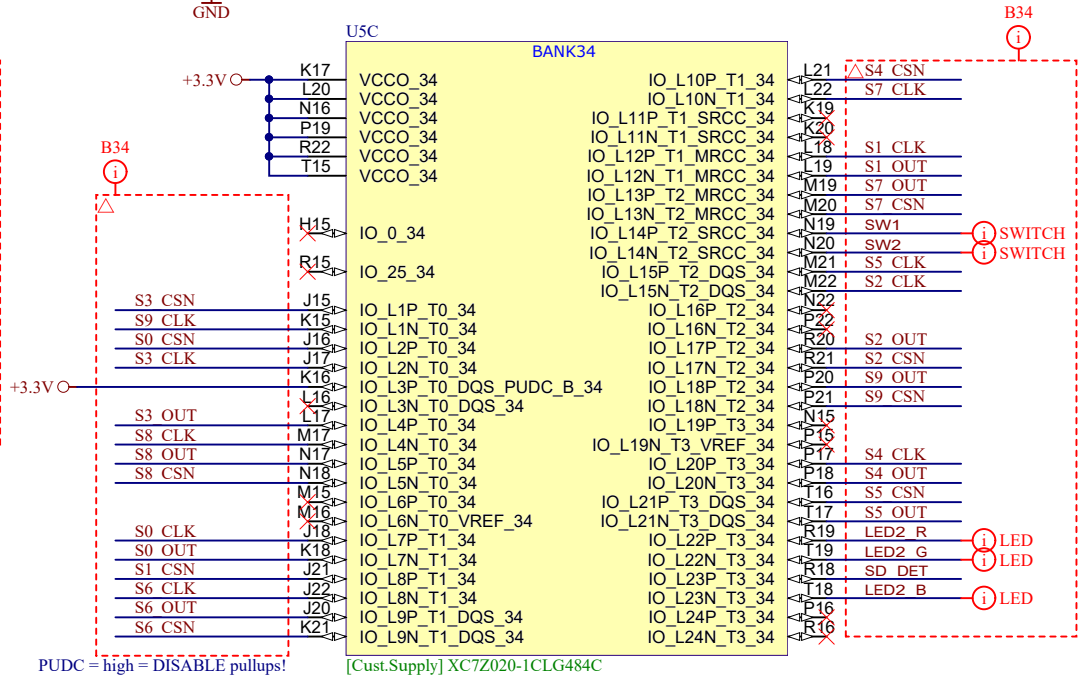 GND
B34
U5C
BANK34
+3.3V K17 VCCO_34 IO_L10P_T1_34 L21 S4_CSN
L20 VCCO_34 IO_L10N_T1_34 L22 S7_CLK
N16 VCCO_34 IO_L11P_T1_SRCC_34 K19
P19 VCCO_34 IO_L11N_T1_SRCC_34 K20
B34 R22 VCCO_34 IO_L12P_T1_MRCC_34 L18 S1_CLK
T15 VCCO_34 IO_L12N_T1_MRCC_34 L19 S1_OUT
IO_L13P_T2_MRCC_34 M19 S7_OUT
IO_L13N_T2_MRCC_34 M20 S7_CSN
H15 IO_0_34 IO_L14P_T2_SRCC_34 N19 SW1 i SWITCH
IO_L14N_T2_SRCC_34 N20 SW2 i SWITCH
R15 IO_25_34 IO_L15P_T2_DQS_34 M21 S5_CLK
IO_L15N_T2_DQS_34 M22 S2_CLK
S3_CSN J15 IO_L1P_T0_34 IO_L16P_T2_34 N22
S9_CLK K15 IO_L1N_T0_34 IO_L16N_T2_34 P22
S0_CSN J16 IO_L2P_T0_34 IO_L17P_T2_34 R20 S2_OUT
S3_CLK J17 IO_L2N_T0_34 IO_L17N_T2_34 R21 S2_CSN
+3.3V K16 IO_L3P_T0_DQS_PUDC_B_34 IO_L18P_T2_34 P20 S9_OUT
L16 IO_L3N_T0_DQS_34 IO_L18N_T2_34 P21 S9_CSN
S3_OUT L17 IO_L4P_T0_34 IO_L19P_T3_34 N15
S8_CLK M17 IO_L4N_T0_34 IO_L19N_T3_VREF_34 P15
S8_OUT N17 IO_L5P_T0_34 IO_L20P_T3_34 P17 S4_CLK
S8_CSN N18 IO_L5N_T0_34 IO_L20N_T3_34 P18 S4_OUT
M15 IO_L6P_T0_34 IO_L21P_T3_DQS_34 T16 S5_CSN
M16 IO_L6N_T0_VREF_34 IO_L21N_T3_DQS_34 T17 S5_OUT
S0_CLK J18 IO_L7P_T1_34 IO_L22P_T3_34 R19 LED2_R i LED
S0_OUT K18 IO_L7N_T1_34 IO_L22N_T3_34 T19 LED2_G i LED
S1_CSN J21 IO_L8P_T1_34 IO_L23P_T3_34 R18 SD_DET
S6_CLK J22 IO_L8N_T1_34 IO_L23N_T3_34 T18 LED2_B i LED
S6_OUT J20 IO_L9P_T1_DQS_34 IO_L24P_T3_34 P16
S6_CSN K21 IO_L9N_T1_DQS_34 IO_L24N_T3_34 R16
PUDC = high = DISABLE pullups! [Cust.Supply] XC7Z020-1CLG484C